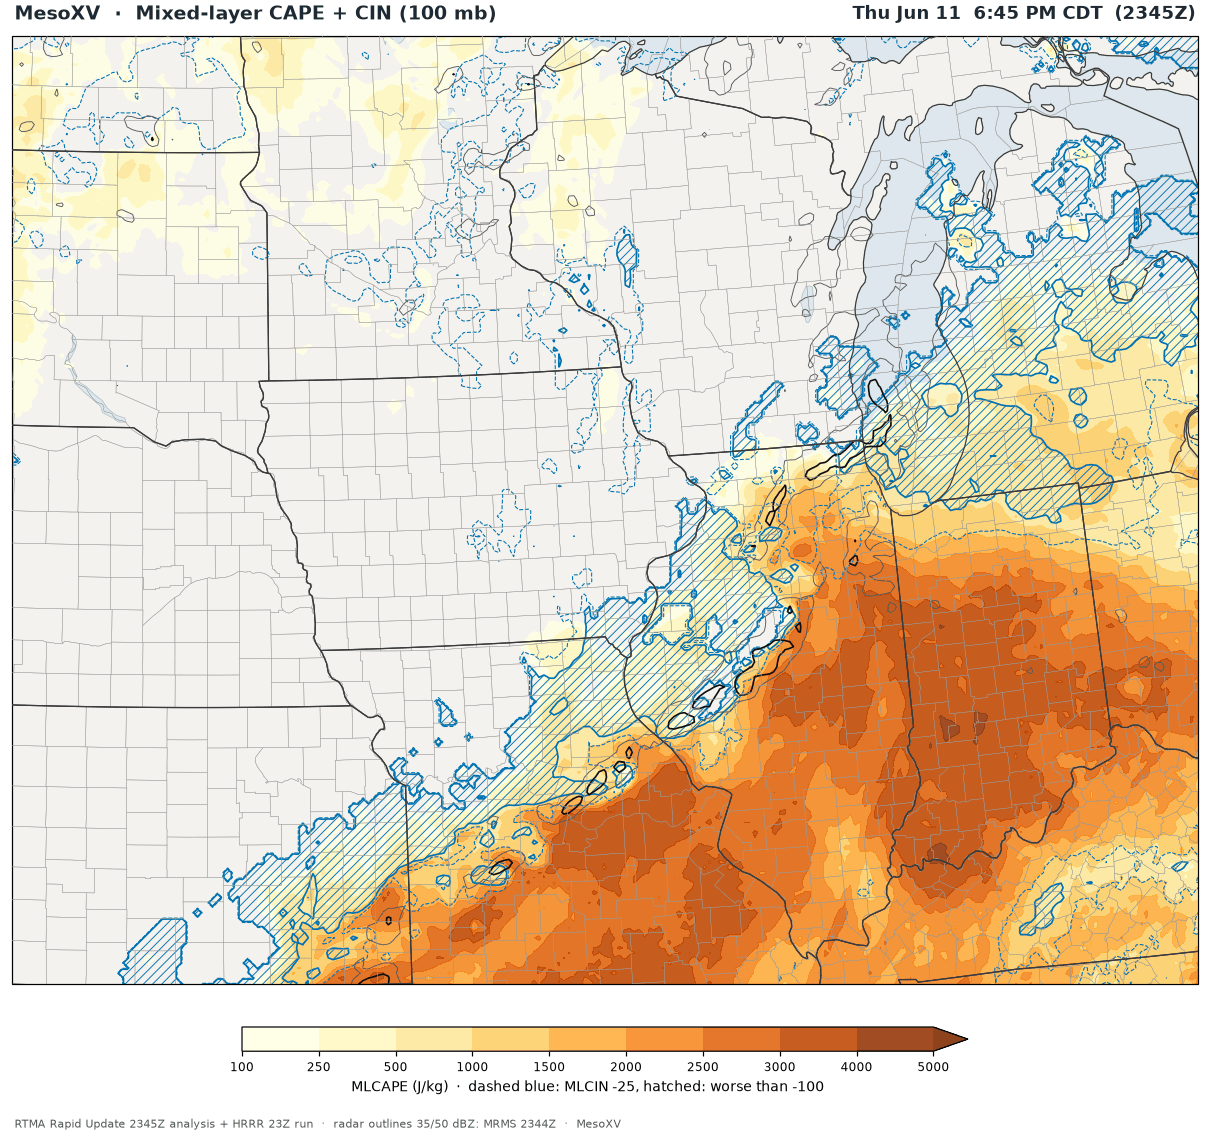 MesoXV · Mixed-layer CAPE + CIN (100 mb)
Thu Jun 11 6:45 PM CDT (2345Z)
100 250 500 1000 1500 2000 2500 3000 4000 5000
MLCAPE (J/kg) · dashed blue: MLCIN -25, hatched: worse than -100
RTMA Rapid Update 2345Z analysis + HRRR 23Z run · radar outlines 35/50 dBZ: MRMS 2344Z · MesoXV